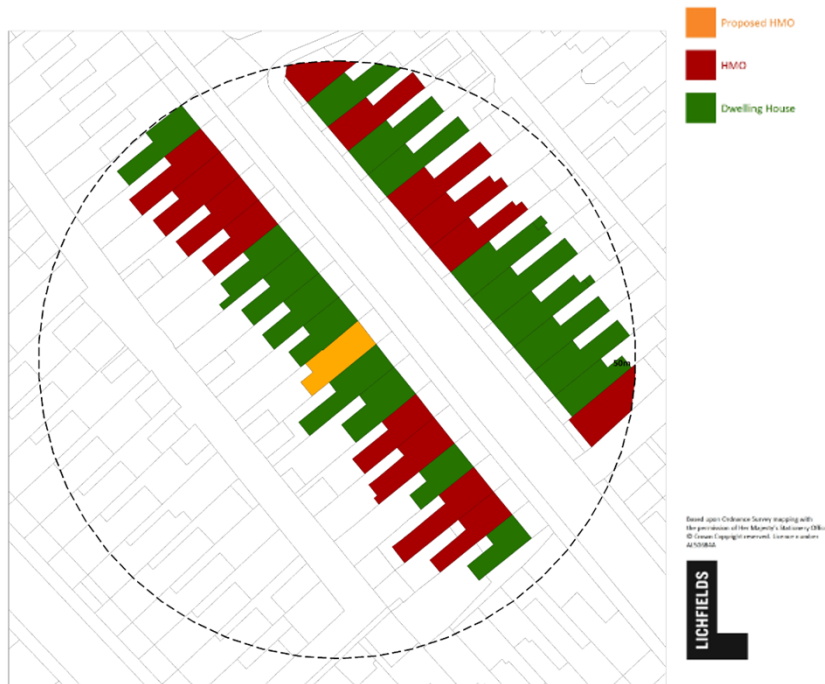 Proposed HMO
HMO
Dwelling House
50m
Based upon Ordnance Survey mapping with
the permission of Her Majesty's Stationery Offic
© Crown Copyright reserved. Licence number
LICHFIELDS